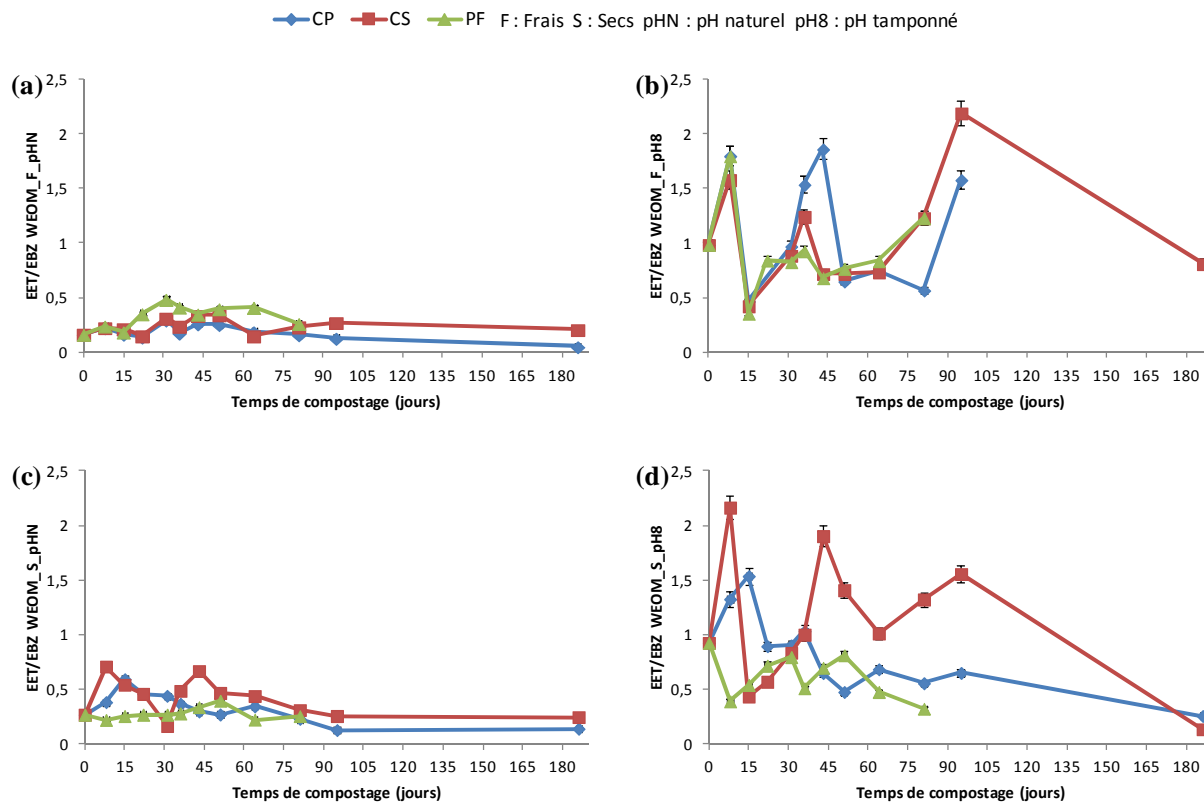 CP CS PF F : Frais S : Secs pHN : pH naturel pH8 : pH tamponné
(a)
EET/EBZ WEOM_F_pHN
2,5
2
1,5
1
0,5
0
0 15 30 45 60 75 90 105 120 135 150 165 180
Temps de compostage (jours)
(b)
EET/EBZ WEOM_F_pH8
2,5
2
1,5
1
0,5
0
0 15 30 45 60 75 90 105 120 135 150 165 180
Temps de compostage (jours)
(c)
EET/EBZ WEOM_S_pHN
2,5
2
1,5
1
0,5
0
0 15 30 45 60 75 90 105 120 135 150 165 180
Temps de compostage (jours)
(d)
EET/EBZ WEOM_S_pH8
2,5
2
1,5
1
0,5
0
0 15 30 45 60 75 90 105 120 135 150 165 180
Temps de compostage (jours)